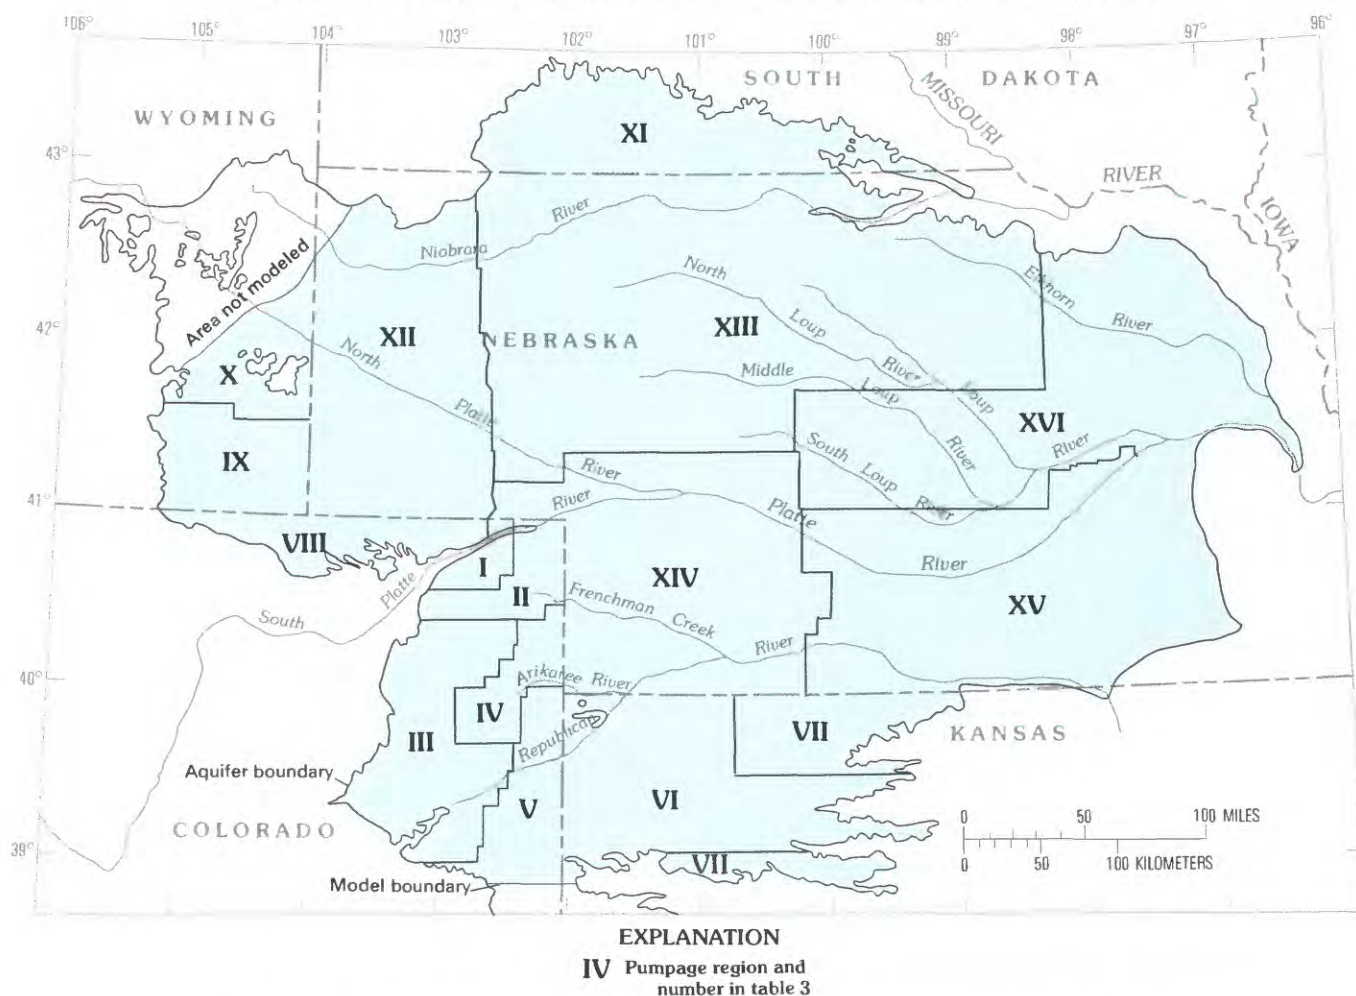 106° 105° 104° 103° 102° 101° 100° 99° 98° 97° 96°
SOUTH DAKOTA
MISSOURI
WYOMING
XI
43°
RIVER
IOWA
River
Niobrara
Area not modeled
North
Elkhorn
42°
XII
NEBRASKA
XIII
Loup
River
River
X
North
Middle
Loup
Loup
Platte
XVI
IX
South
River
River
River
Loup
41°
River
River
Platte
VIII
River
I
XIV
River
Platte
II
Frenchman
XV
South
Creek
River
40°
Arikaree River
IV
VII
KANSAS
III
Republican
Aquifer boundary
V
VI
0 50 100 MILES
COLORADO
0 50 100 KILOMETERS
39°
VII
Model boundary
EXPLANATION
IV Pumpage region and
number in table 3